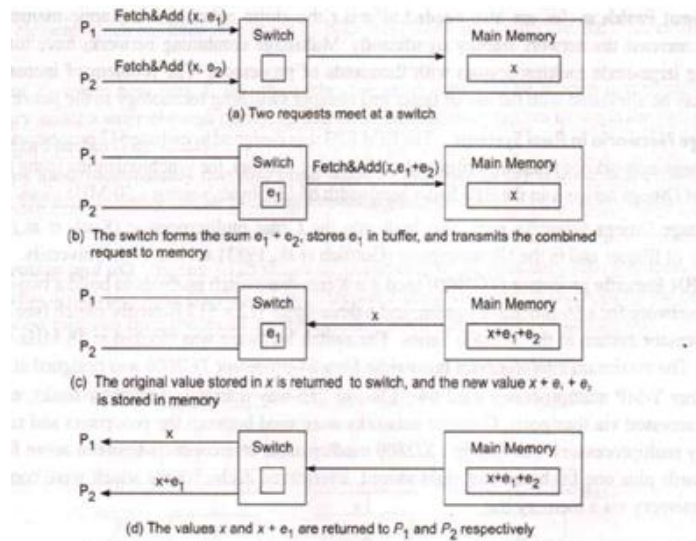 Fetch&Add (x, e1)
P1
Switch
Main Memory
x
P2
Fetch&Add (x, e2)
(a) Two requests meet at a switch
P1
Switch
Main Memory
Fetch&Add(x,e1+e2)
e1
x
P2
(b) The switch forms the sum e1 + e2, stores e1 in buffer, and transmits the combined
request to memory
P1
Switch
Main Memory
x
e1
x+e1+e2
P2
(c) The original value stored in x is returned to switch, and the new value x + e1 + e2
is stored in memory
x
P1
Switch
Main Memory
x+e1
x+e1+e2
P2
(d) The values x and x + e1 are returned to P1 and P2 respectively